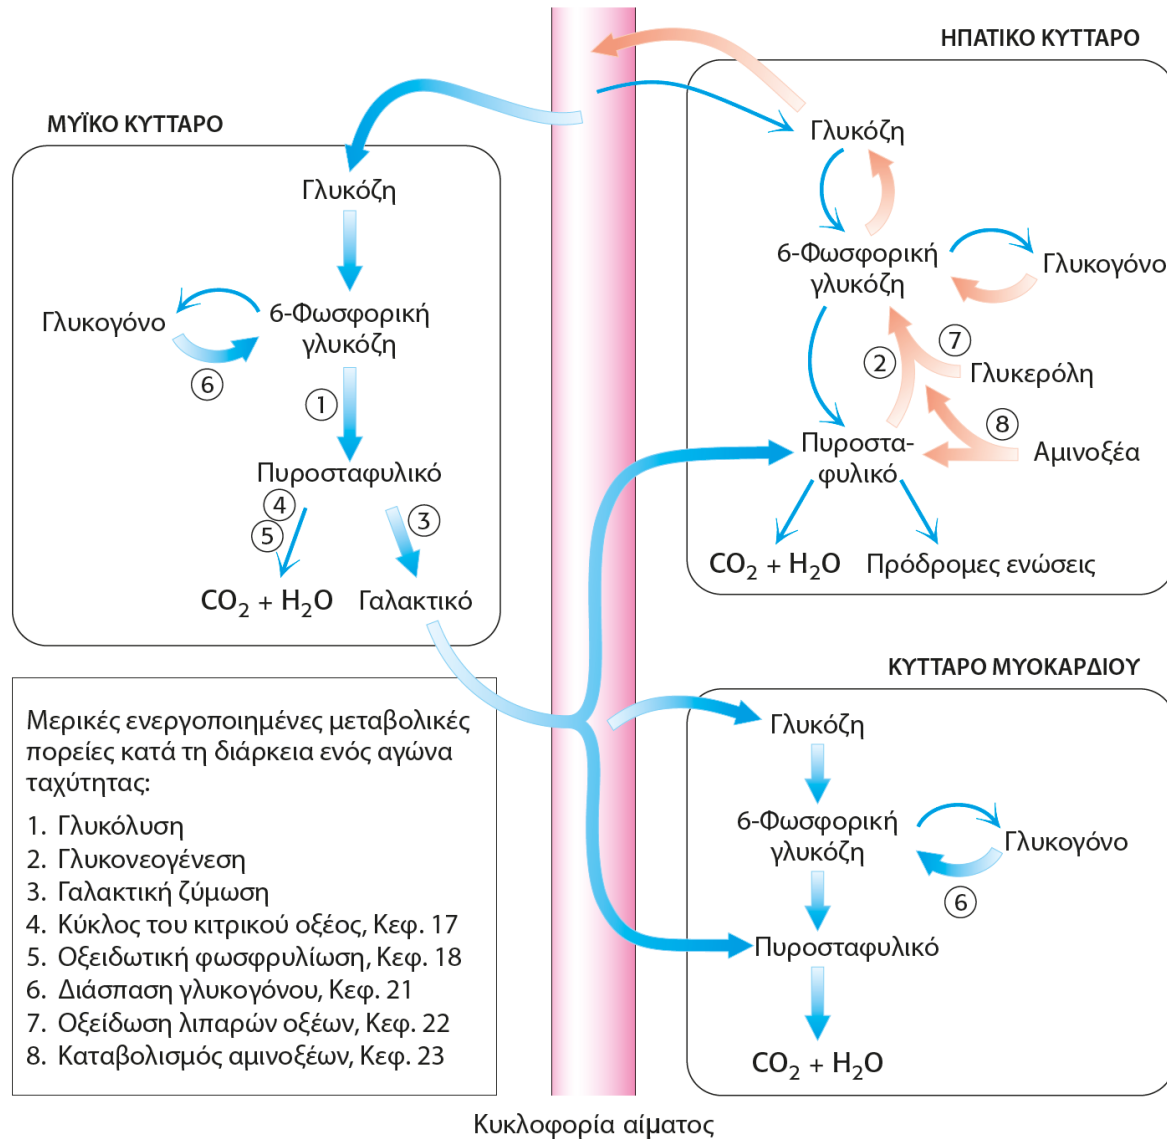 ΗΠΑΤΙΚΟ ΚΥΤΤΑΡΟ
Γλυκόζη
6-Φωσφορική
γλυκόζη
Γλυκογόνο
2
7
Γλυκερόλη
8
Αμινοξέα
Πυροστα-
φυλικό
CO2 + H2O
Πρόδρομες ενώσεις
ΜΥΪΚΟ ΚΥΤΤΑΡΟ
Γλυκόζη
Γλυκογόνο
6-Φωσφορική
γλυκόζη
6
1
Πυροσταφυλικό
4
5
3
CO2 + H2O
Γαλακτικό
ΚΥΤΤΑΡΟ ΜΥΟΚΑΡΔΙΟΥ
Γλυκόζη
6-Φωσφορική
γλυκόζη
Γλυκογόνο
6
Πυροσταφυλικό
CO2 + H2O
Μερικές ενεργοποιημένες μεταβολικές
πορείες κατά τη διάρκεια ενός αγώνα
ταχύτητας:
1. Γλυκόλυση
2. Γλυκονεογένεση
3. Γαλακτική ζύμωση
4. Κύκλος του κιτρικού οξέος, Κεφ. 17
5. Οξειδωτική φωσφρυλίωση, Κεφ. 18
6. Διάσπαση γλυκογόνου, Κεφ. 21
7. Οξείδωση λιπαρών οξέων, Κεφ. 22
8. Καταβολισμός αμινοξέων, Κεφ. 23
Κυκλοφορία αίματος